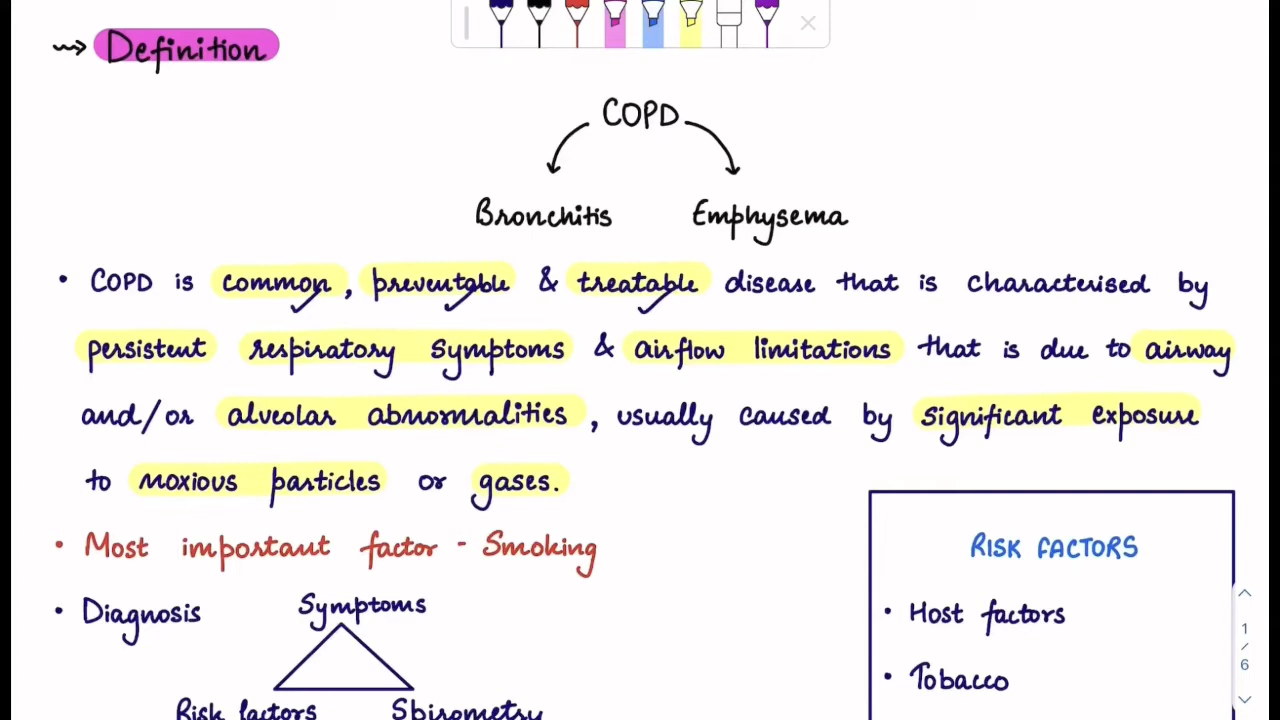 ⇝ Definition
COPD
Bronchitis Emphysema
• COPD is common, preventable & treatable disease that is characterised by
persistent respiratory symptoms & airflow limitations that is due to airway
and/or alveolar abnormalities, usually caused by significant exposure
to noxious particles or gases.
• Most important factor - Smoking
• Diagnosis
Symptoms
Risk factors Spirometry
RISK FACTORS
• Host factors
• Tobacco
1
/
6